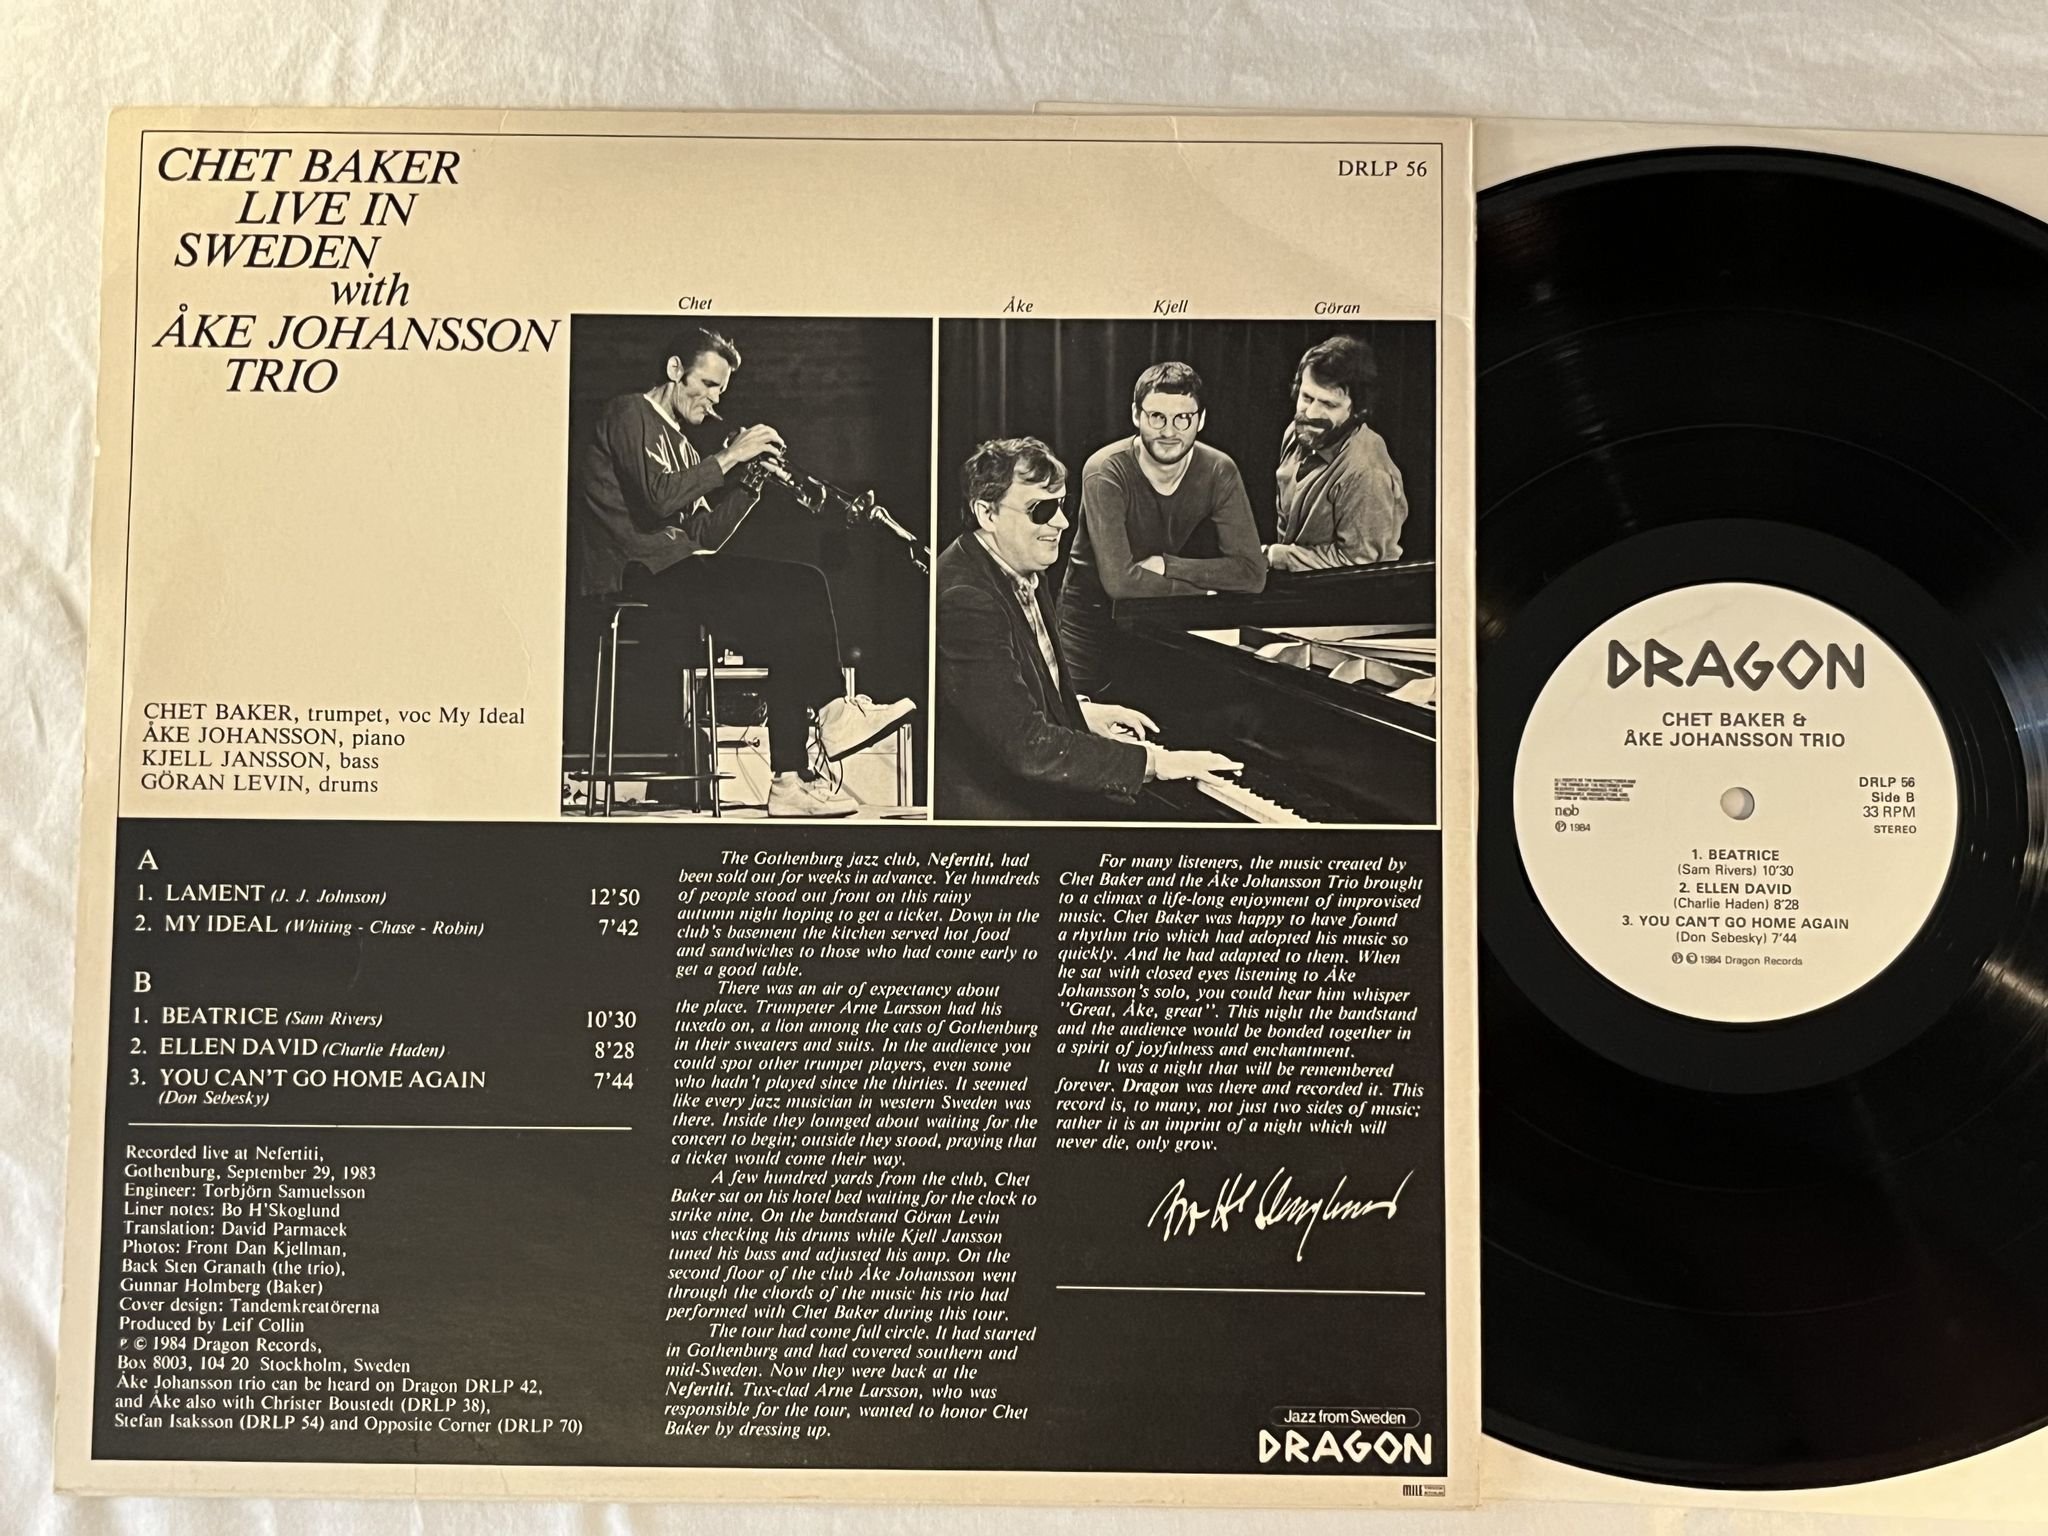 CHET BAKER
LIVE IN
SWEDEN
with
ÅKE JOHANSSON
TRIO
DRLP 56
Chet
Åke
Kjell
Göran
CHET BAKER, trumpet, voc My Ideal
ÅKE JOHANSSON, piano
KJELL JANSSON, bass
GÖRAN LEVIN, drums
A
1. LAMENT (J. J. Johnson) 12'50
2. MY IDEAL (Whiting - Chase - Robin) 7'42
B
1. BEATRICE (Sam Rivers) 10'30
2. ELLEN DAVID (Charlie Haden) 8'28
3. YOU CAN'T GO HOME AGAIN 7'44
(Don Sebesky)
Recorded live at Nefertiti,
Gothenburg, September 29, 1983
Engineer: Torbjörn Samuelsson
Liner notes: Bo H'Skoglund
Translation: David Parmacek
Photos: Front Dan Kjellman,
Back Sten Granath (the trio),
Gunnar Holmberg (Baker)
Cover design: Tandemkreatörerna
Produced by Leif Collin
℗ © 1984 Dragon Records,
Box 8003, 104 20 Stockholm, Sweden
Åke Johansson trio can be heard on Dragon DRLP 42,
and Åke also with Christer Boustedt (DRLP 38),
Stefan Isaksson (DRLP 54) and Opposite Corner (DRLP 70)
The Gothenburg jazz club, Nefertiti, had
been sold out for weeks in advance. Yet hundreds
of people stood out front on this rainy
autumn night hoping to get a ticket. Down in the
club's basement the kitchen served hot food
and sandwiches to those who had come early to
get a good table.
There was an air of expectancy about
the place. Trumpeter Arne Larsson had his
tuxedo on, a lion among the cats of Gothenburg
in their sweaters and suits. In the audience you
could spot other trumpet players, even some
who hadn't played since the thirties. It seemed
like every jazz musician in western Sweden was
there. Inside they lounged about waiting for the
concert to begin; outside they stood, praying that
a ticket would come their way.
A few hundred yards from the club, Chet
Baker sat on his hotel bed waiting for the clock to
strike nine. On the bandstand Göran Levin
was checking his drums while Kjell Jansson
tuned his bass and adjusted his amp. On the
second floor of the club Åke Johansson went
through the chords of the music his trio had
performed with Chet Baker during this tour.
The tour had come full circle. It had started
in Gothenburg and had covered southern and
mid-Sweden. Now they were back at the
Nefertiti. Tux-clad Arne Larsson, who was
responsible for the tour, wanted to honor Chet
Baker by dressing up.
For many listeners, the music created by
Chet Baker and the Åke Johansson Trio brought
to a climax a life-long enjoyment of improvised
music. Chet Baker was happy to have found
a rhythm trio which had adopted his music so
quickly. And he had adapted to them. When
he sat with closed eyes listening to Åke
Johansson's solo, you could hear him whisper
"Great, Åke, great". This night the bandstand
and the audience would be bonded together in
a spirit of joyfulness and enchantment.
It was a night that will be remembered
forever. Dragon was there and recorded it. This
record is, to many, not just two sides of music;
rather it is an imprint of a night which will
never die, only grow.
Jazz from Sweden
DRAGON
DRAGON
CHET BAKER &
ÅKE JOHANSSON TRIO
ncb
℗ 1984
DRLP 56
Side B
33 RPM
STEREO
1. BEATRICE
(Sam Rivers) 10'30
2. ELLEN DAVID
(Charlie Haden) 8'28
3. YOU CAN'T GO HOME AGAIN
(Don Sebesky) 7'44
℗ © 1984 Dragon Records